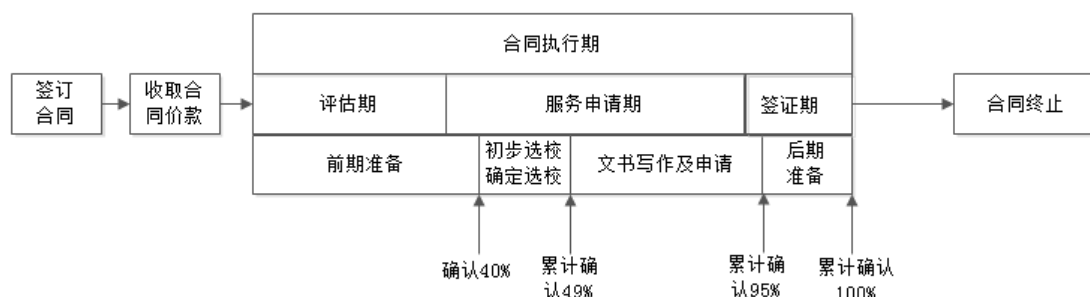 合同执行期
签订
合同
收取合
同价款
评估期
服务申请期
签证期
合同终止
前期准备
初步选校
确定选校
文书写作及申请
后期
准备
确认40%
累计确
认49%
累计确
认95%
累计确认
100%